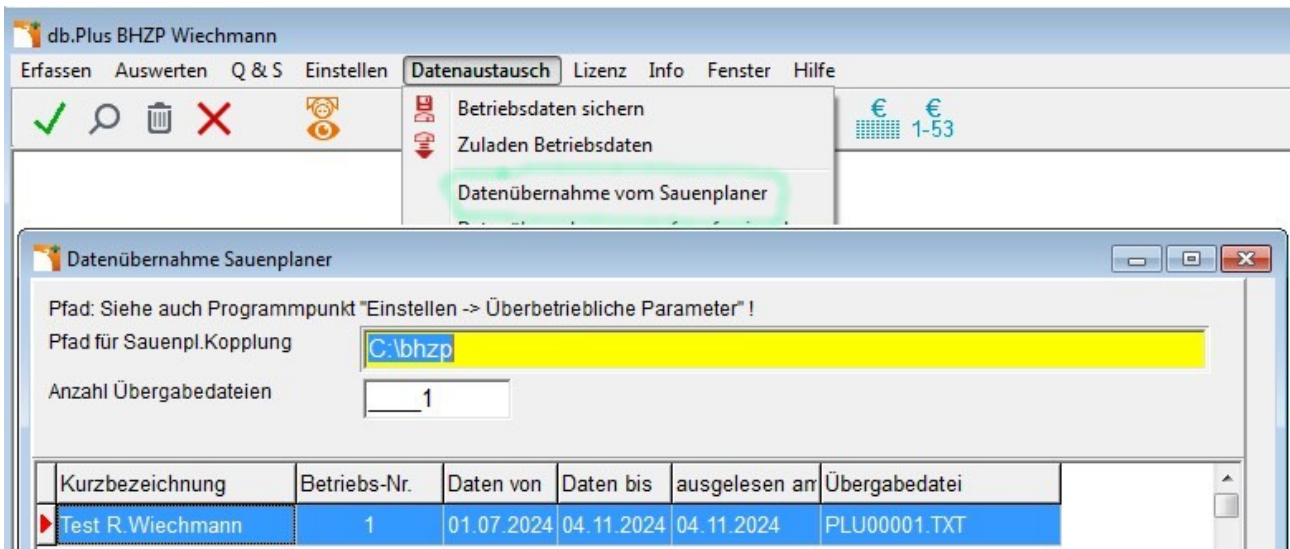 db.Plus BHZP Wiechmann
Erfassen Auswerten Q & S Einstellen Datenaustausch Lizenz Info Fenster Hilfe
Betriebsdaten sichern
€ €
1-53
Zuladen Betriebsdaten
Datenübernahme vom Sauenplaner
Datenübernahme Sauenplaner
Pfad: Siehe auch Programmpunkt "Einstellen -> Überbetriebliche Parameter" !
Pfad für Sauenpl.Kopplung C:\bhzp
Anzahl Übergabedateien ____1
Kurzbezeichnung Betriebs-Nr. Daten von Daten bis ausgelesen am Übergabedatei
Test R.Wiechmann 1 01.07.2024 04.11.2024 04.11.2024 PLU00001.TXT